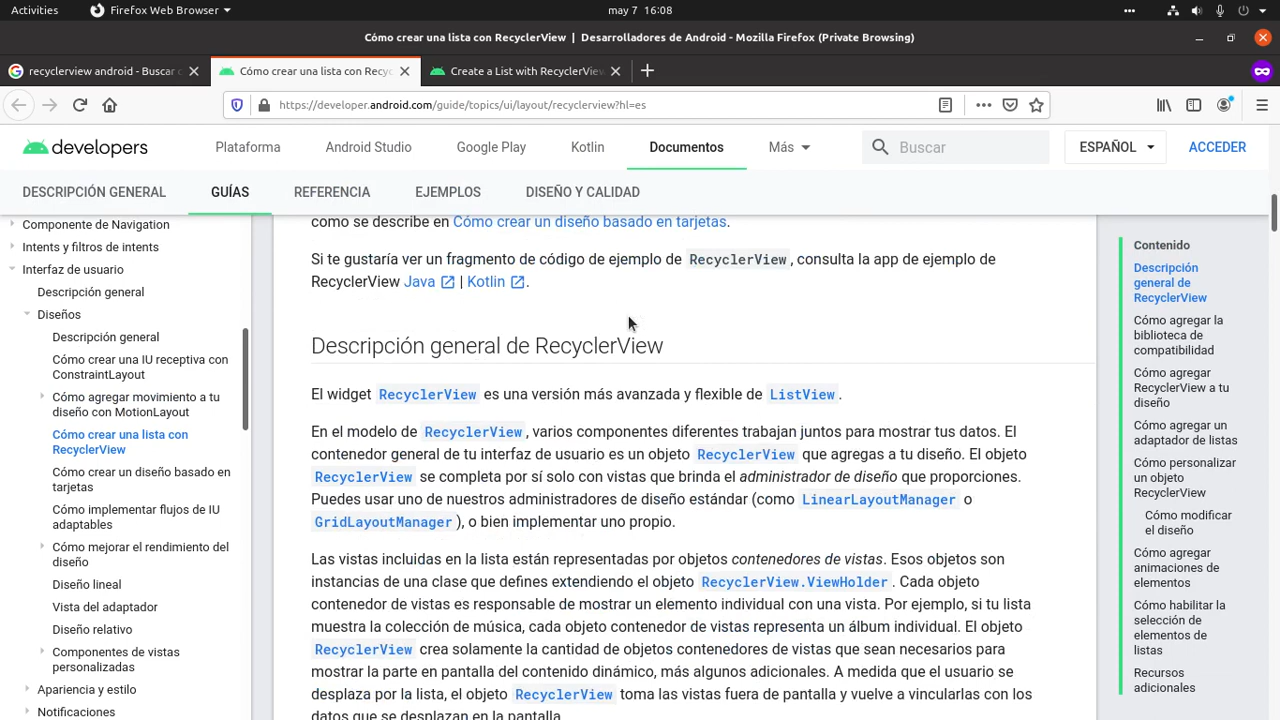 Activities
Firefox Web Browser
may 7 16:08
Cómo crear una lista con RecyclerView | Desarrolladores de Android - Mozilla Firefox (Private Browsing)
recyclerview android - Buscar c
Cómo crear una lista con Recyc
Create a List with RecyclerView
https://developer.android.com/guide/topics/ui/layout/recyclerview?hl=es
developers
Plataforma
Android Studio
Google Play
Kotlin
Documentos
Más
Buscar
ESPAÑOL
ACCEDER
DESCRIPCIÓN GENERAL
GUÍAS
REFERENCIA
EJEMPLOS
DISEÑO Y CALIDAD
Componente de Navigation
Intents y filtros de intents
Interfaz de usuario
Descripción general
Diseños
Descripción general
Cómo crear una IU receptiva con
ConstraintLayout
Cómo agregar movimiento a tu
diseño con MotionLayout
Cómo crear una lista con
RecyclerView
Cómo crear un diseño basado en
tarjetas
Cómo implementar flujos de IU
adaptables
Cómo mejorar el rendimiento del
diseño
Diseño lineal
Vista del adaptador
Diseño relativo
Componentes de vistas
personalizadas
Apariencia y estilo
Notificaciones
como se describe en Cómo crear un diseño basado en tarjetas.
Si te gustaría ver un fragmento de código de ejemplo de RecyclerView, consulta la app de ejemplo de
RecyclerView Java | Kotlin.
Descripción general de RecyclerView
El widget RecyclerView es una versión más avanzada y flexible de ListView.
En el modelo de RecyclerView, varios componentes diferentes trabajan juntos para mostrar tus datos. El
contenedor general de tu interfaz de usuario es un objeto RecyclerView que agregas a tu diseño. El objeto
RecyclerView se completa por sí solo con vistas que brinda el administrador de diseño que proporciones.
Puedes usar uno de nuestros administradores de diseño estándar (como LinearLayoutManager o
GridLayoutManager), o bien implementar uno propio.
Las vistas incluidas en la lista están representadas por objetos contenedores de vistas. Esos objetos son
instancias de una clase que defines extendiendo el objeto RecyclerView.ViewHolder. Cada objeto
contenedor de vistas es responsable de mostrar un elemento individual con una vista. Por ejemplo, si tu lista
muestra la colección de música, cada objeto contenedor de vistas representa un álbum individual. El objeto
RecyclerView crea solamente la cantidad de objetos contenedores de vistas que sean necesarios para
mostrar la parte en pantalla del contenido dinámico, más algunos adicionales. A medida que el usuario se
desplaza por la lista, el objeto RecyclerView toma las vistas fuera de pantalla y vuelve a vincularlas con los
datos que se desplazan en la pantalla.
Contenido
Descripción
general de
RecyclerView
Cómo agregar la
biblioteca de
compatibilidad
Cómo agregar
RecyclerView a tu
diseño
Cómo agregar un
adaptador de listas
Cómo personalizar
un objeto
RecyclerView
Cómo modificar
el diseño
Cómo agregar
animaciones de
elementos
Cómo habilitar la
selección de
elementos de
listas
Recursos
adicionales